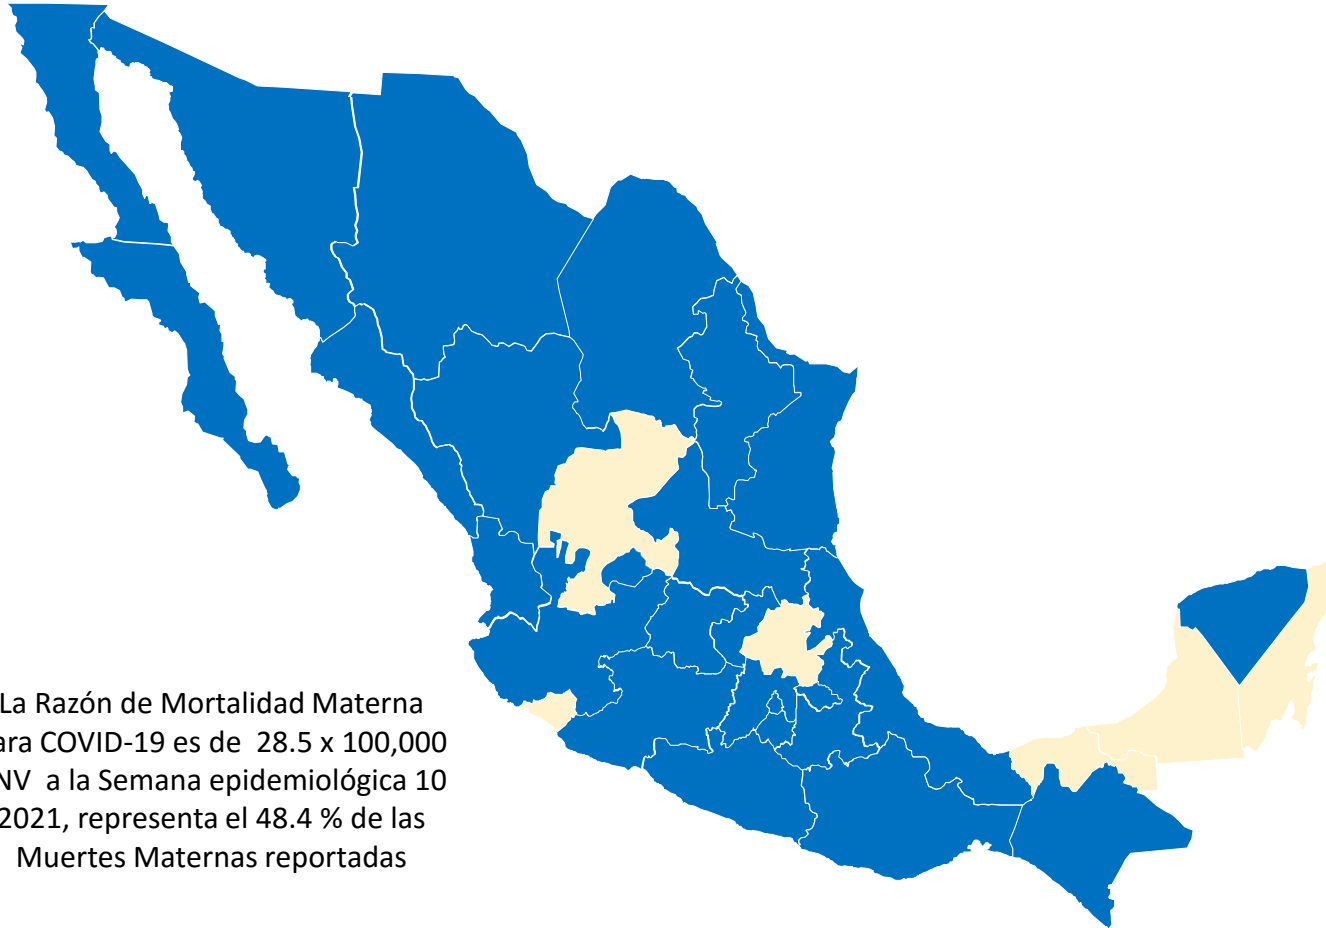 La Razón de Mortalidad Materna
ara COVID-19 es de 28.5 x 100,000
NV a la Semana epidemiológica 10
2021, representa el 48.4 % de las
Muertes Maternas reportadas